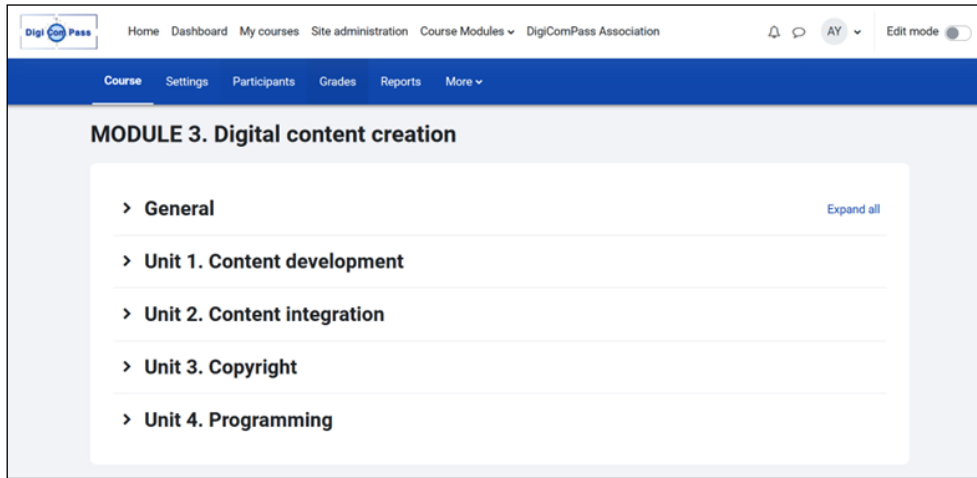 Digi Com Pass Home Dashboard My courses Site administration Course Modules DigiComPass Association AY Edit mode
Course Settings Participants Grades Reports More
MODULE 3. Digital content creation
General Expand all
Unit 1. Content development
Unit 2. Content integration
Unit 3. Copyright
Unit 4. Programming